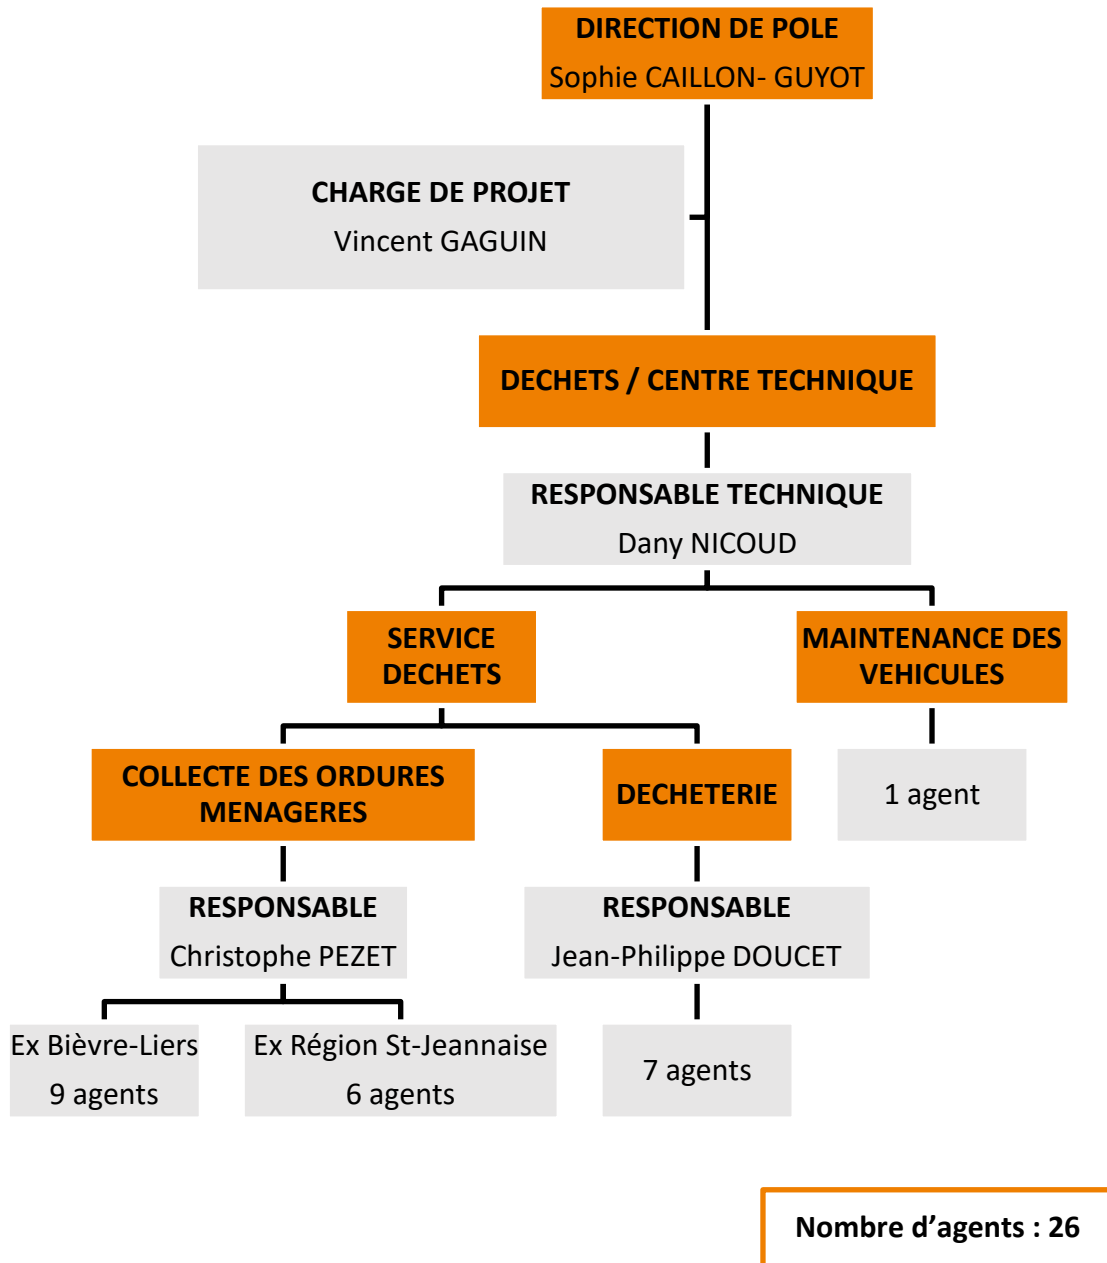 DIRECTION DE POLE
Sophie CAILLON- GUYOT
CHARGE DE PROJET
Vincent GAGUIN
DECHETS / CENTRE TECHNIQUE
RESPONSABLE TECHNIQUE
Dany NICOUD
SERVICE
DECHETS
MAINTENANCE DES
VEHICULES
COLLECTE DES ORDURES
MENAGERES
DECHETERIE
1 agent
RESPONSABLE
Christophe PEZET
RESPONSABLE
Jean-Philippe DOUCET
Ex Bièvre-Liers
9 agents
Ex Région St-Jeannaise
6 agents
7 agents
Nombre d’agents : 26